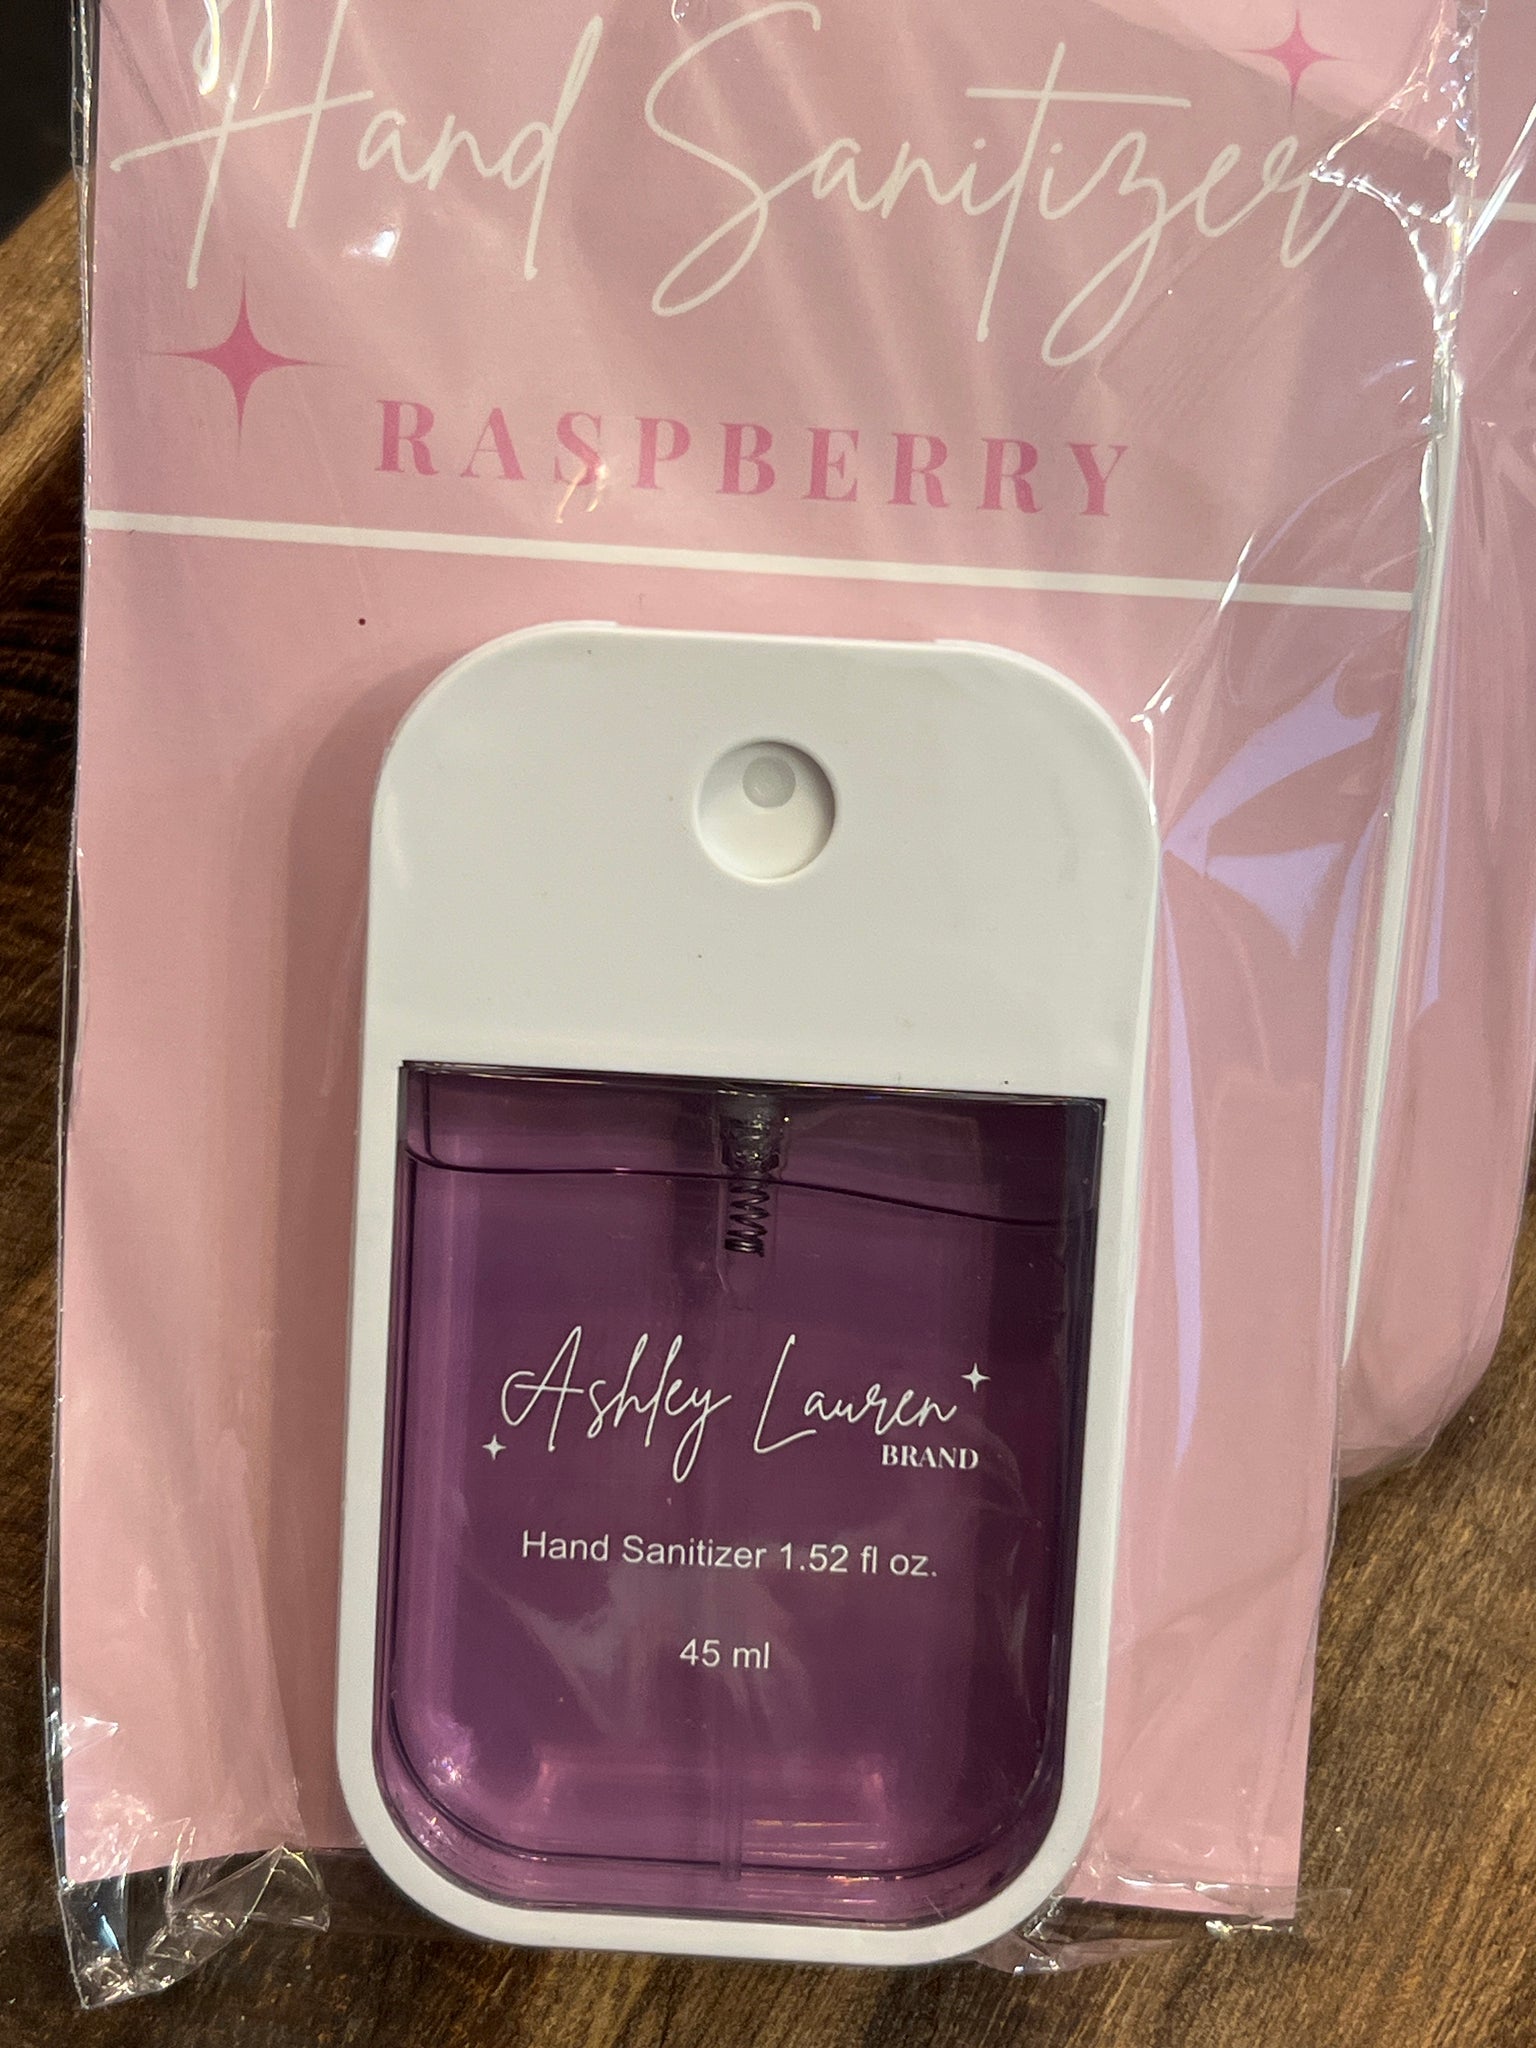 Hand Sanitizer
RASPBERRY
Ashley Lauren
BRAND
Hand Sanitizer 1.52 fl oz.
45 ml